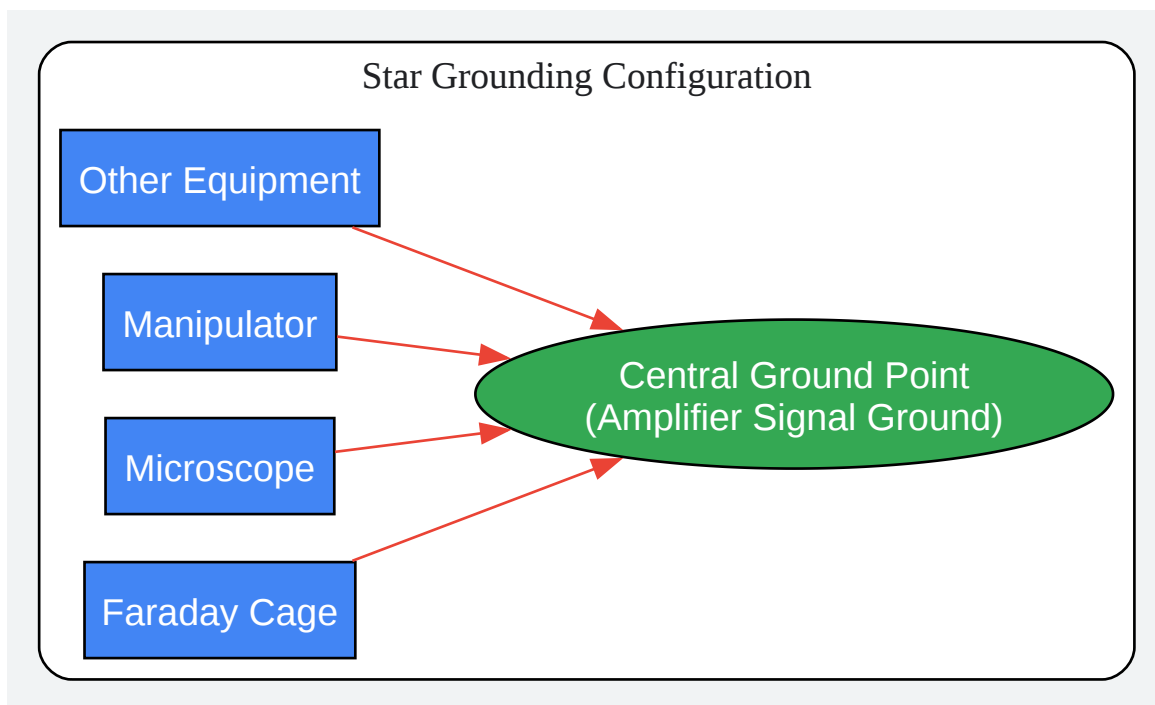 Star Grounding Configuration
Other Equipment
Manipulator
Microscope
Faraday Cage
Central Ground Point
(Amplifier Signal Ground)